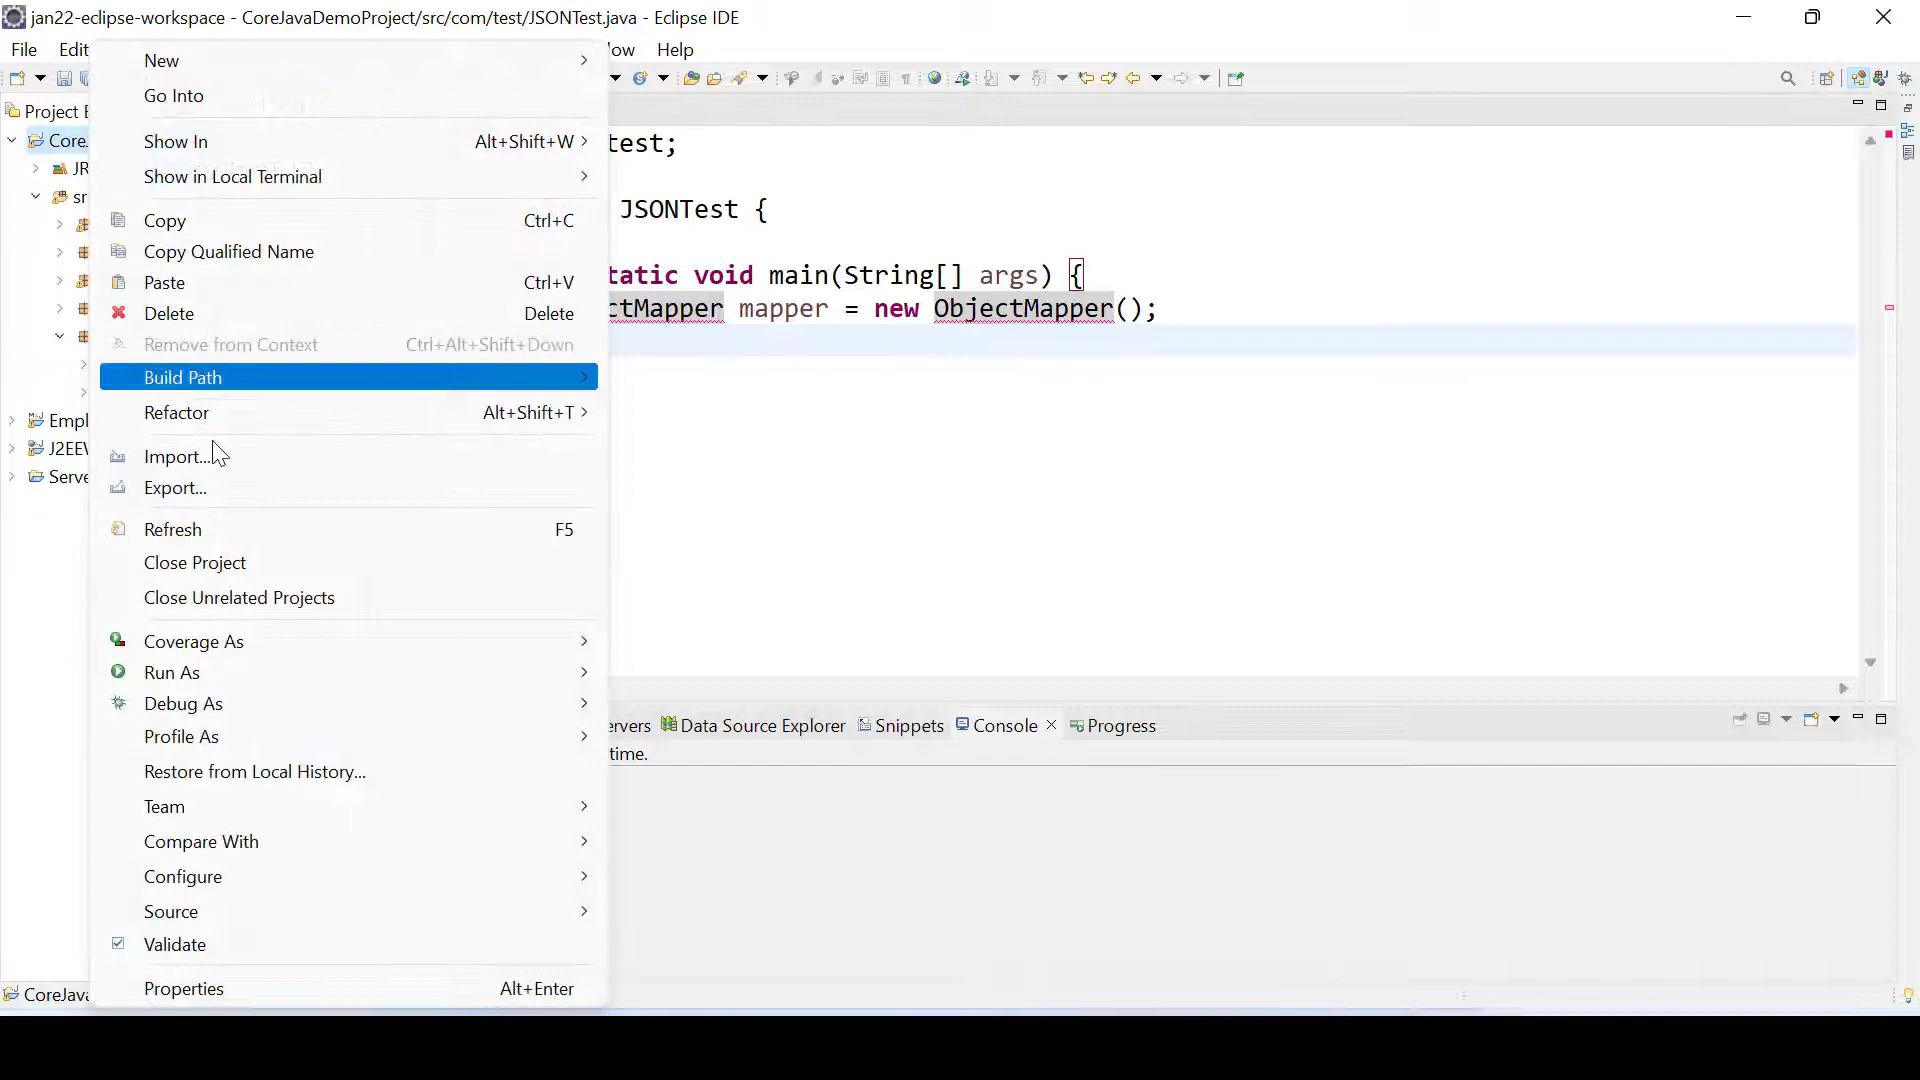 jan22-eclipse-workspace - CoreJavaDemoProject/src/com/test/JSONTest.java - Eclipse IDE
File Edit low Help
Project E
Core
JR
sr
Empl
J2EEW
Serve
New
Go Into
Show In Alt+Shift+W
Show in Local Terminal
Copy Ctrl+C
Copy Qualified Name
Paste Ctrl+V
Delete Delete
Remove from Context Ctrl+Alt+Shift+Down
Build Path
Refactor Alt+Shift+T
Import...
Export...
Refresh F5
Close Project
Close Unrelated Projects
Coverage As
Run As
Debug As
Profile As
Restore from Local History...
Team
Compare With
Configure
Source
Validate
Properties Alt+Enter
test;
JSONTest {
tatic void main(String[] args) {
ctMapper mapper = new ObjectMapper();
ervers Data Source Explorer Snippets Console Progress
time.
CoreJava